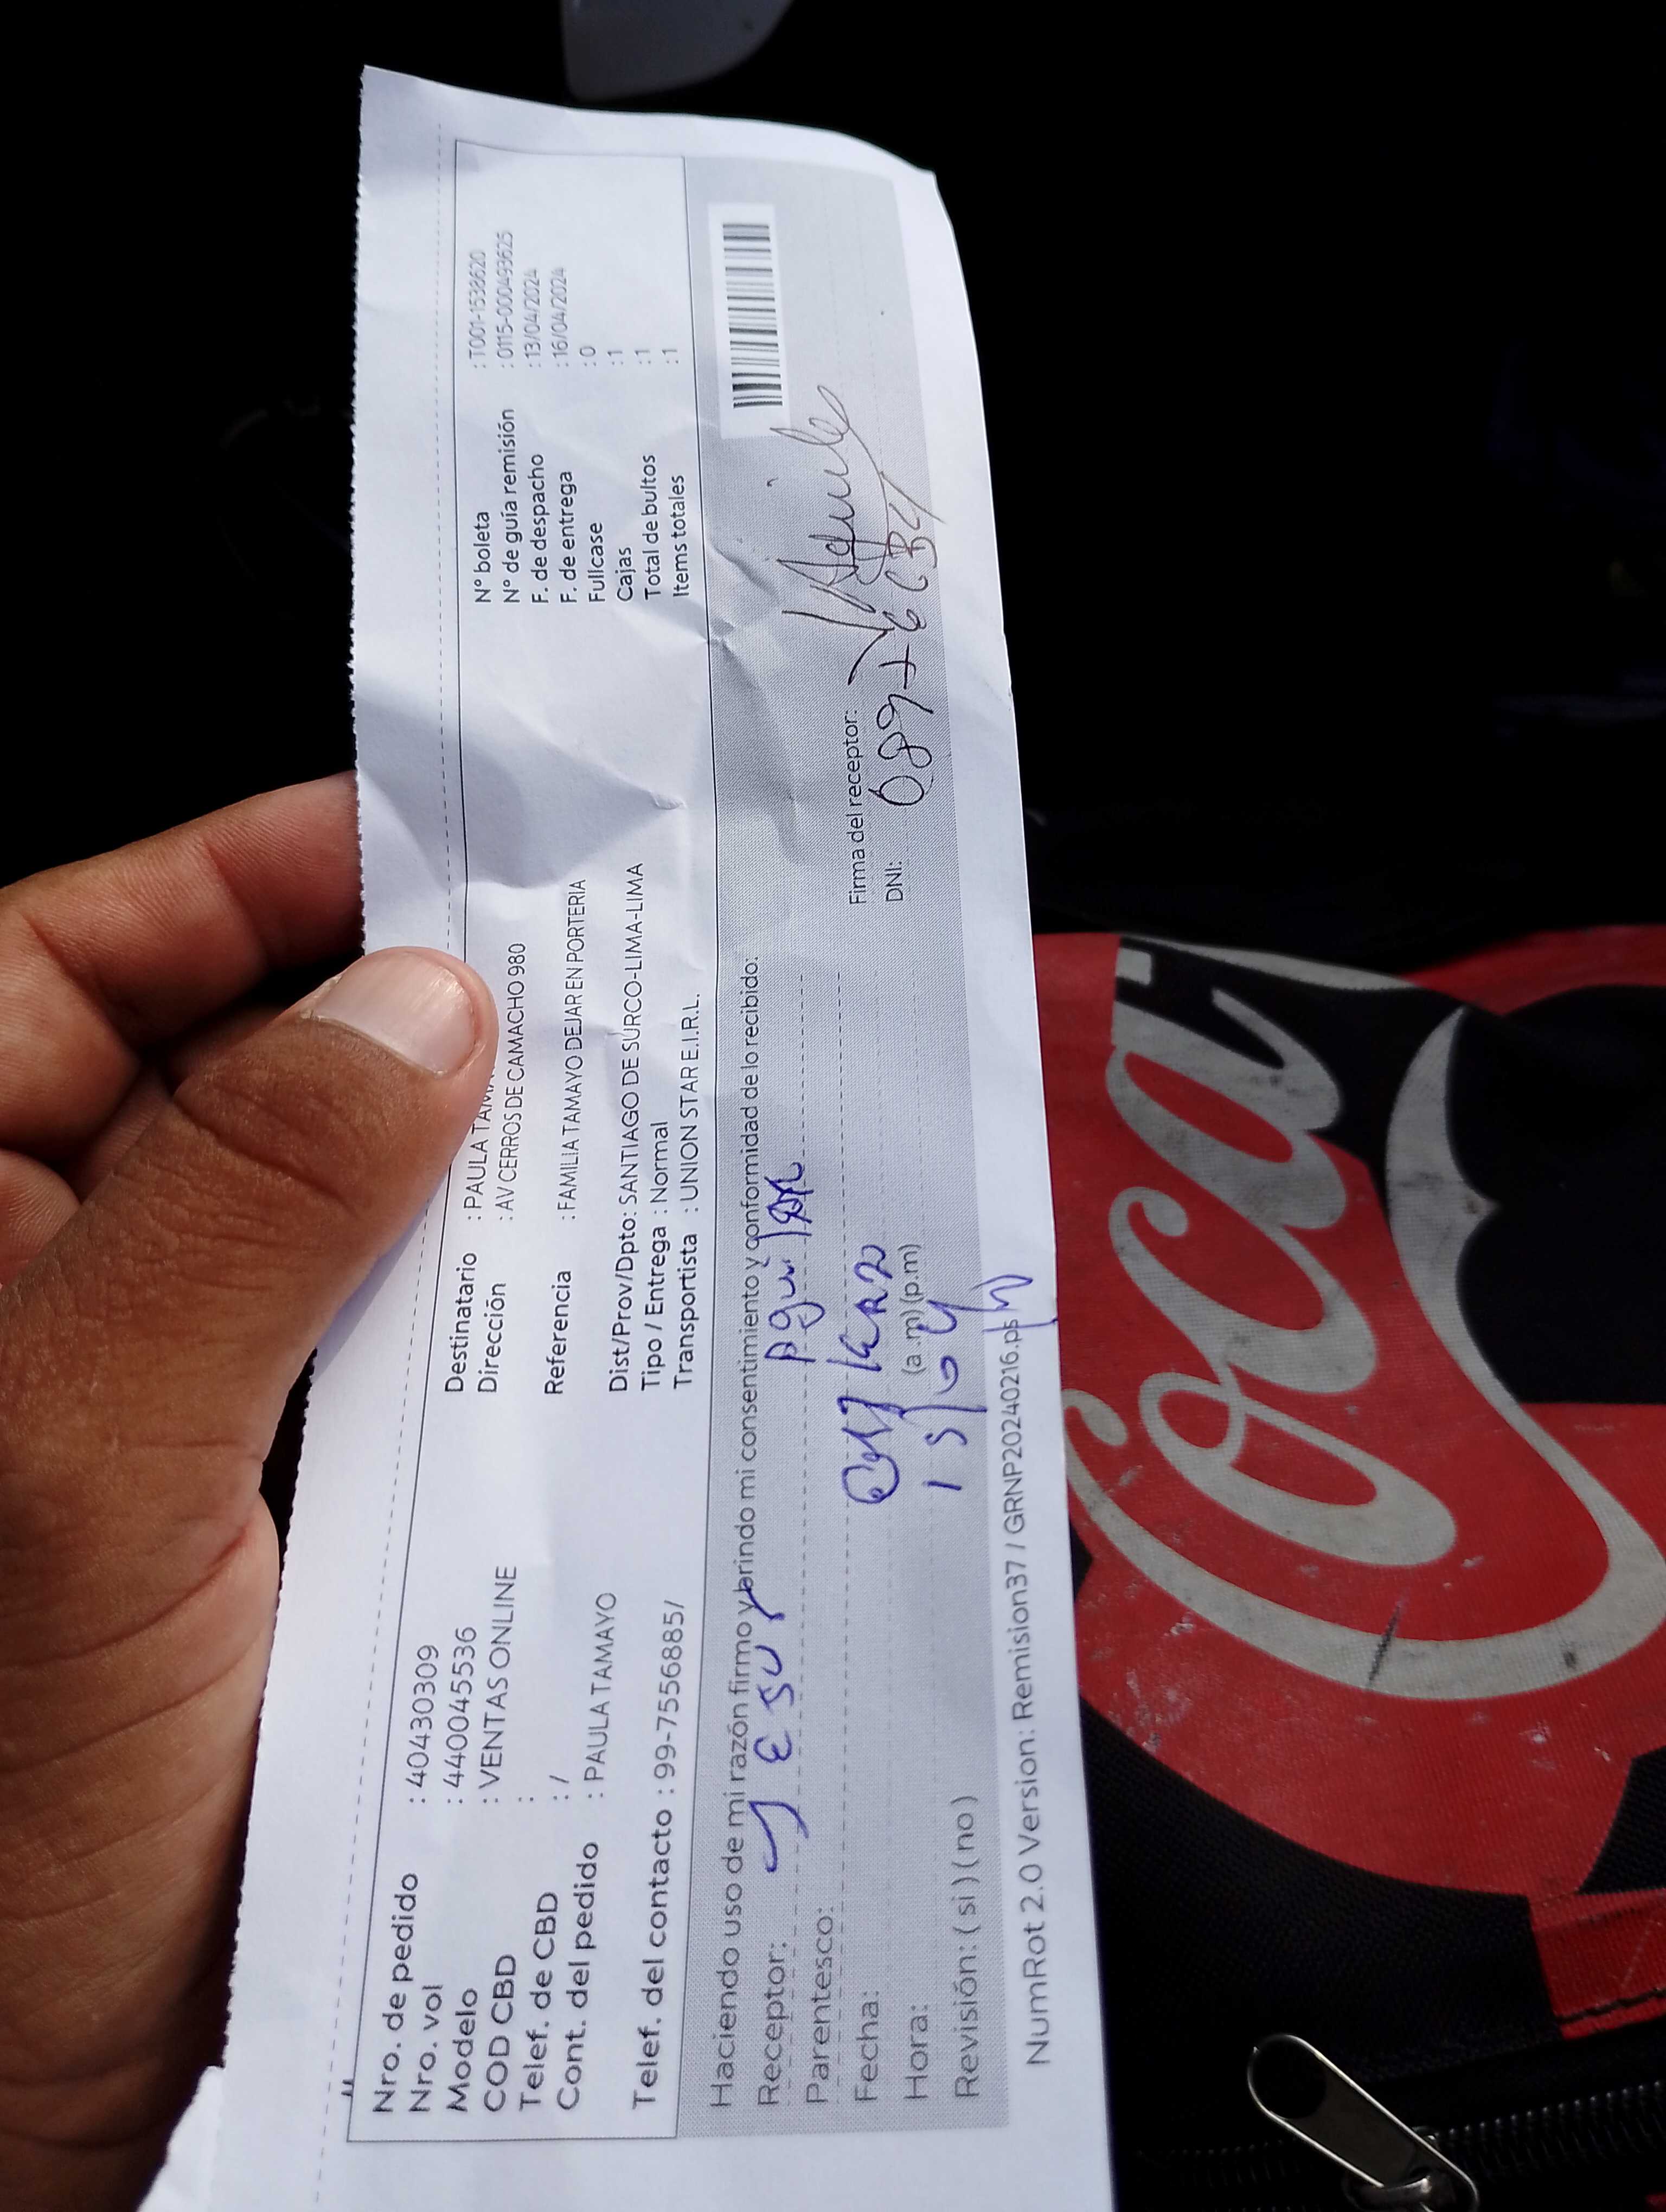 Nro. de pedido : 40430309
Nro. vol : 440045536
Modelo : VENTAS ONLINE
COD CBD :
Telef. de CBD : /
Cont. del pedido : PAULA TAMAYO
Telef. del contacto : 99-7556885/
Destinatario : PAULA
Dirección : AV CERROS DE CAMACHO 980
Referencia : FAMILIA TAMAYO DEJAR EN PORTERIA
Dist/Prov/Dpto: SANTIAGO DE SURCO-LIMA-LIMA
Tipo / Entrega : Normal
Transportista : UNION STAR E.I.R.L.
N° boleta : T001-1538620
N° de guía remisión : 0115-000493625
F. de despacho : 13/04/2024
F. de entrega : 16/04/2024
Fullcase : 0
Cajas : 1
Total de bultos : 1
Items totales : 1
Haciendo uso de mi razón firmo y brindo mi consentimiento y conformidad de lo recibido:
Receptor: JESUS
Parentesco:
Fecha:
Hora: (a.m) (p.m)
Revisión: ( si ) ( no )
Firma del receptor:
DNI:
NumRot 2.0 Version: Remision37 / GRNP20240216.ps
Coca